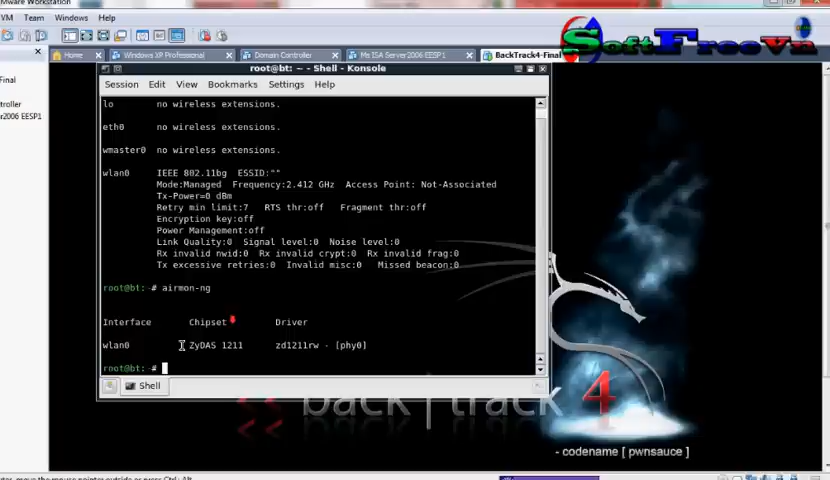 Mware Workstation
VM Team Windows Help
Home Windows XP Professional Domain Controller Ms ISA Server2006 EESP1 BackTrack4-Final
SoftFreeVn
root@bt: ~ - Shell - Konsole
Final
Session Edit View Bookmarks Settings Help
lo no wireless extensions.
ntroller
er2006 EESP1
eth0 no wireless extensions.
wmaster0 no wireless extensions.
wlan0 IEEE 802.11bg ESSID:""
Mode:Managed Frequency:2.412 GHz Access Point: Not-Associated
Tx-Power=0 dBm
Retry min limit:7 RTS thr:off Fragment thr:off
Encryption key:off
Power Management:off
Link Quality:0 Signal level:0 Noise level:0
Rx invalid nwid:0 Rx invalid crypt:0 Rx invalid frag:0
Tx excessive retries:0 Invalid misc:0 Missed beacon:0
root@bt:~# airmon-ng
Interface Chipset Driver
wlan0 ZyDAS 1211 zd1211rw - [phy0]
root@bt:~#
Shell
<< back | track 4
- codename [ pwnsauce ]